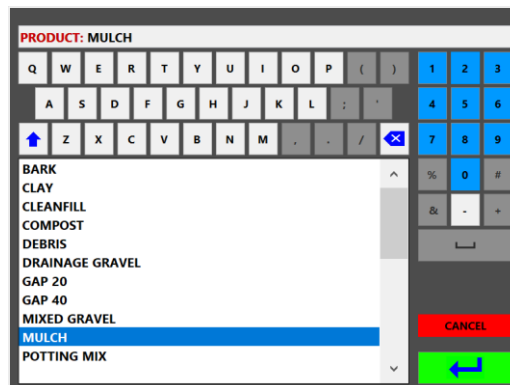 PRODUCT: MULCH
Q W E R T Y U I O P ( ) 1 2 3
A S D F G H J K L ; ' 4 5 6
Z X C V B N M , . / 7 8 9
% 0 #
& - +
BARK
CLAY
CLEANFILL
COMPOST
DEBRIS
DRAINAGE GRAVEL
GAP 20
GAP 40
MIXED GRAVEL
MULCH
POTTING MIX
CANCEL